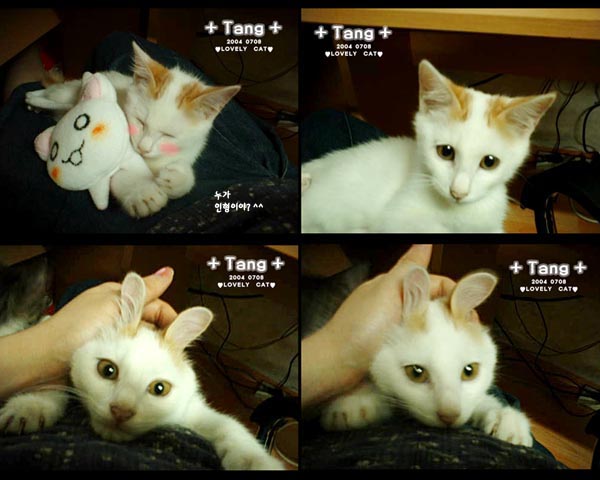 + Tang +
2004 0708
♥LOVELY CAT♥
누가
인형이야? ^^
+ Tang +
2004 0708
♥LOVELY CAT♥
+ Tang +
2004 0708
♥LOVELY CAT♥
+ Tang +
2004 0708
♥LOVELY CAT♥